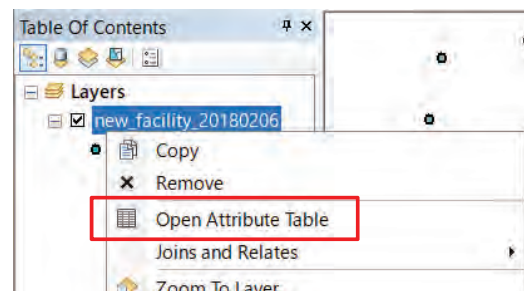 Table Of Contents
Layers
new_facility_20180206
Copy
Remove
Open Attribute Table
Joins and Relates
Zoom To Layer